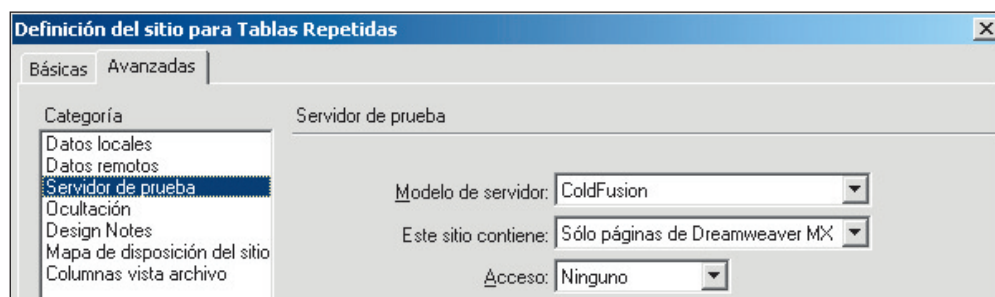 Definición del sitio para Tablas Repetidas
Básicas Avanzadas
Categoría
Datos locales
Datos remotos
Servidor de prueba
Ocultación
Design Notes
Mapa de disposición del sitio
Columnas vista archivo
Servidor de prueba
Modelo de servidor: ColdFusion
Este sitio contiene: Sólo páginas de Dreamweaver MX
Acceso: Ninguno